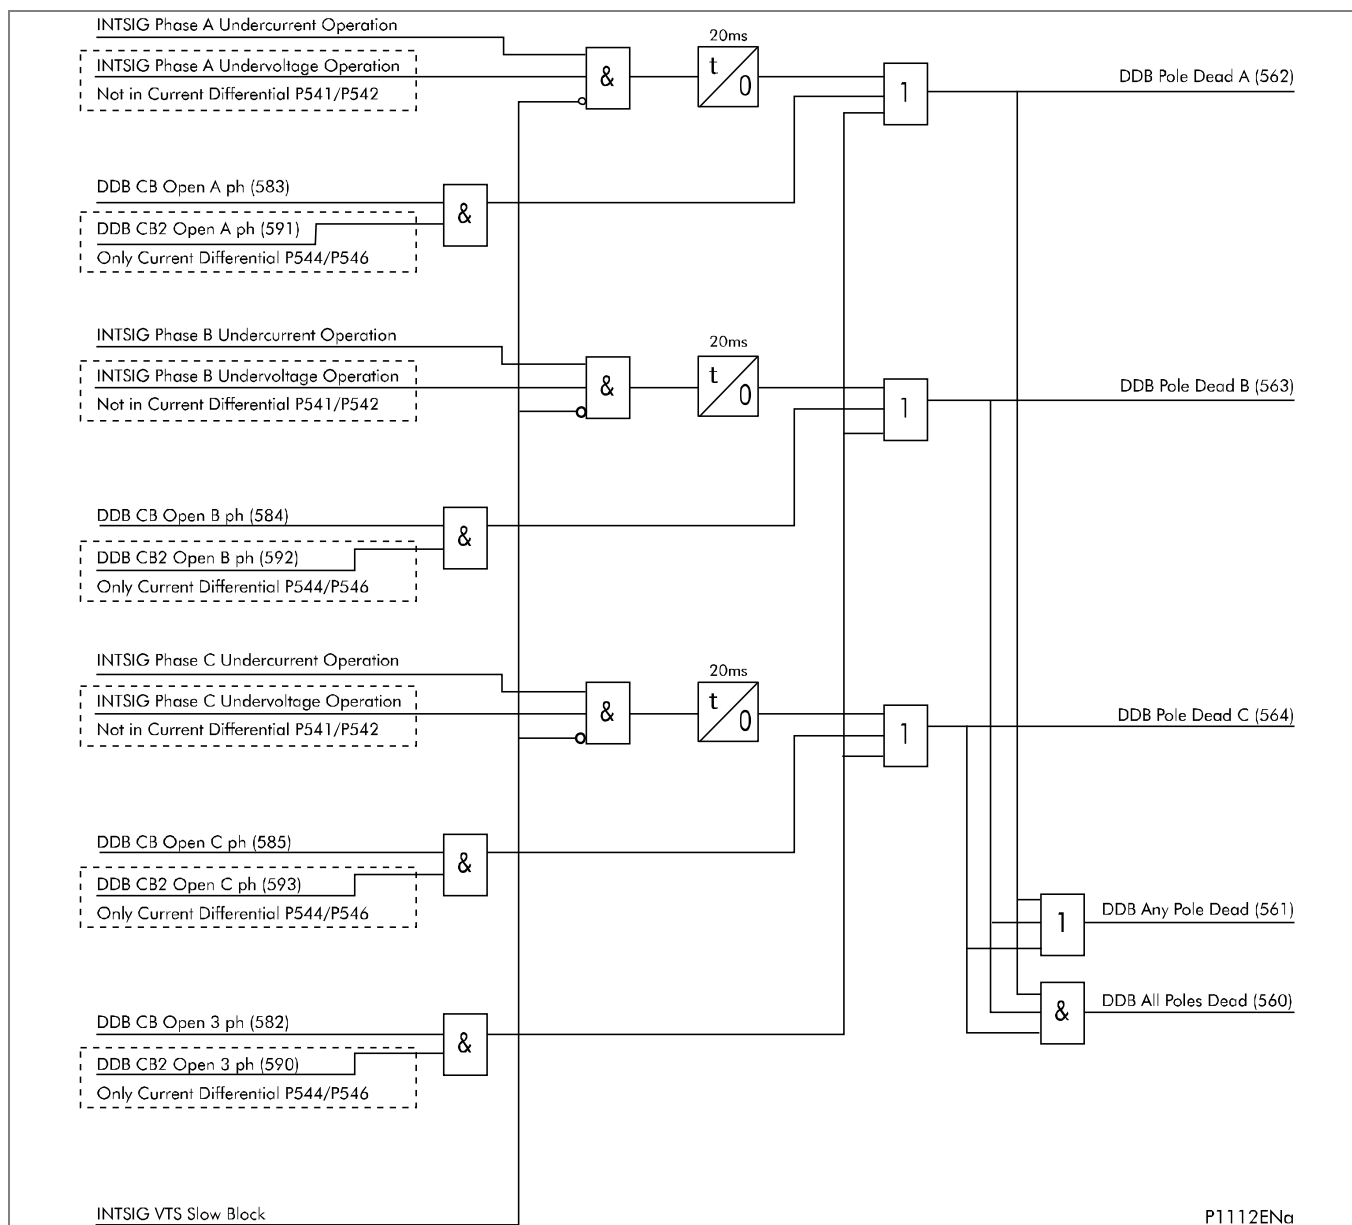 INTSIG Phase A Undercurrent Operation
20ms
INTSIG Phase A Undervoltage Operation
Not in Current Differential P541/P542
&
t
0
1
DDB Pole Dead A (562)
DDB CB Open A ph (583)
DDB CB2 Open A ph (591)
Only Current Differential P544/P546
&
INTSIG Phase B Undercurrent Operation
20ms
INTSIG Phase B Undervoltage Operation
Not in Current Differential P541/P542
&
t
0
1
DDB Pole Dead B (563)
DDB CB Open B ph (584)
DDB CB2 Open B ph (592)
Only Current Differential P544/P546
&
INTSIG Phase C Undercurrent Operation
20ms
INTSIG Phase C Undervoltage Operation
Not in Current Differential P541/P542
&
t
0
1
DDB Pole Dead C (564)
DDB CB Open C ph (585)
DDB CB2 Open C ph (593)
Only Current Differential P544/P546
&
1
DDB Any Pole Dead (561)
&
DDB All Poles Dead (560)
DDB CB Open 3 ph (582)
DDB CB2 Open 3 ph (590)
Only Current Differential P544/P546
&
INTSIG VTS Slow Block
P1112ENa